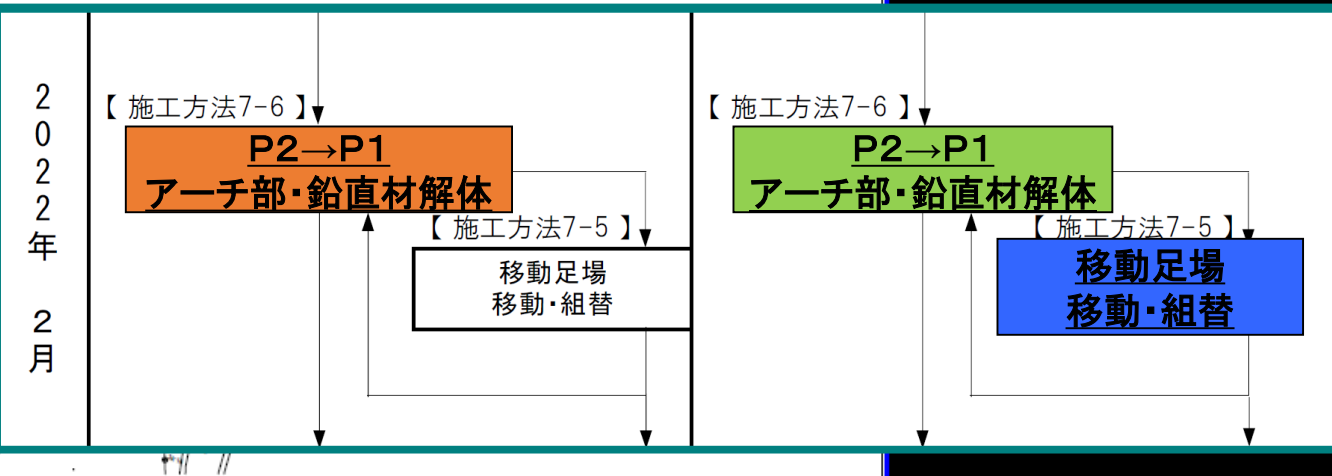 2022年 2月
【 施工方法7-6 】
P2→P1
アーチ部・鉛直材解体
【 施工方法7-5 】
移動足場
移動・組替
【 施工方法7-6 】
P2→P1
アーチ部・鉛直材解体
【 施工方法7-5 】
移動足場
移動・組替